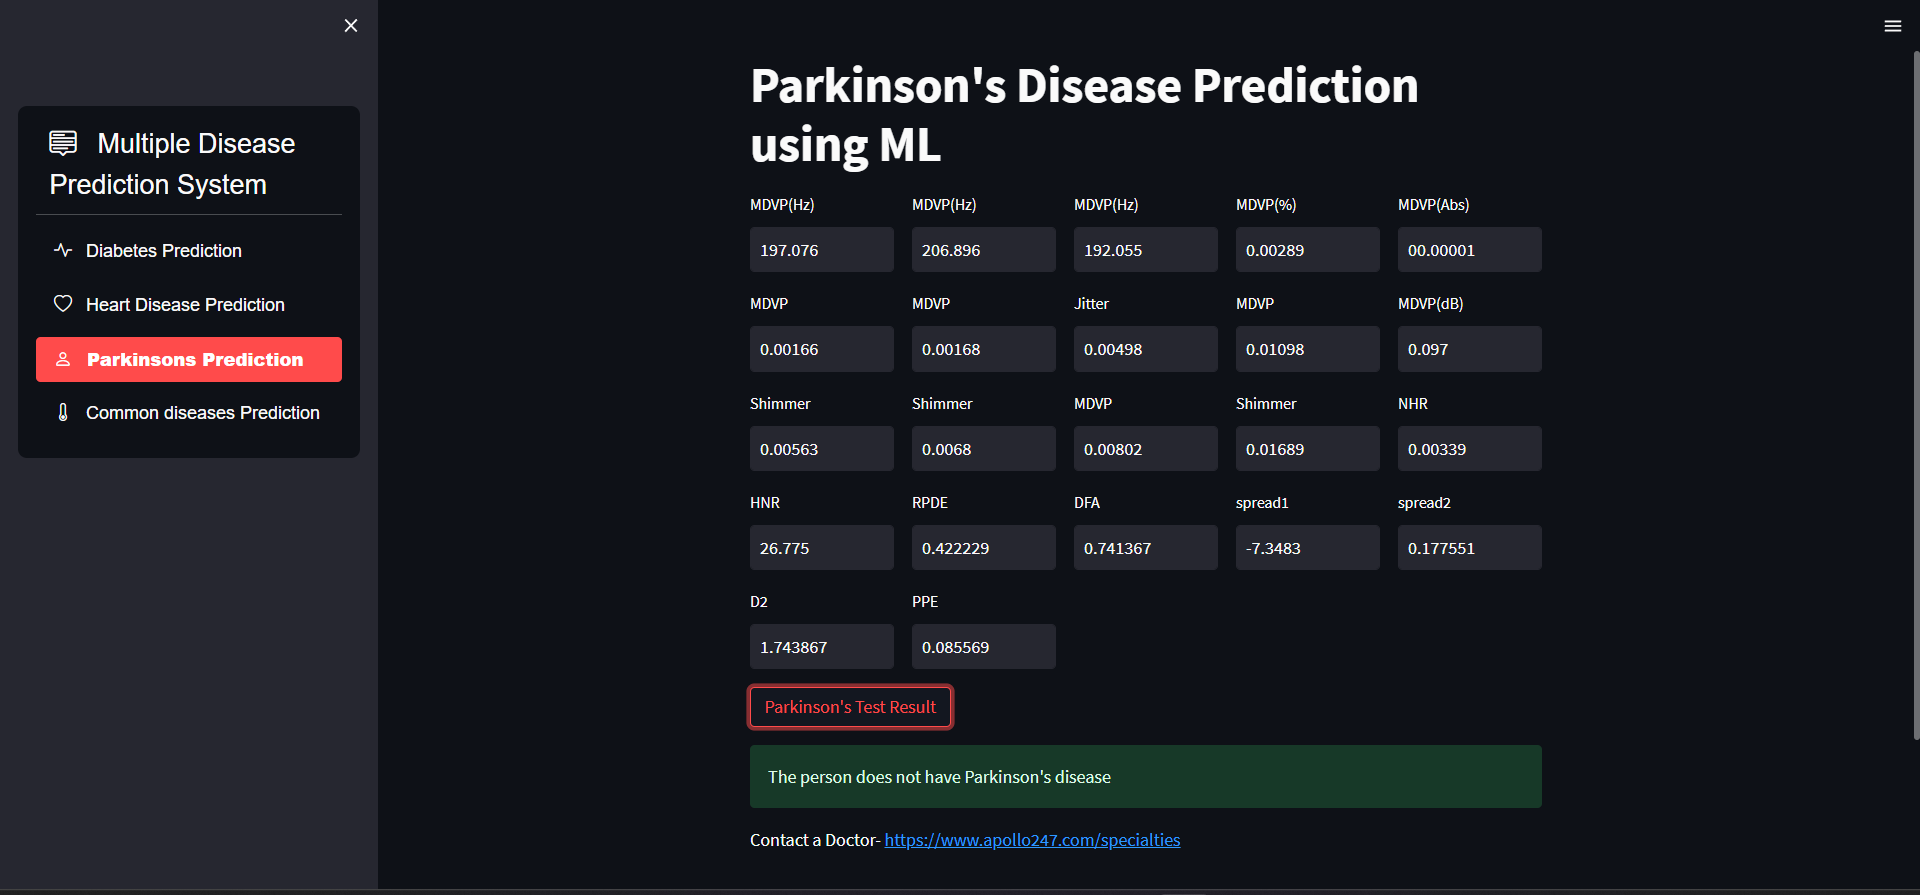 Multiple Disease
Prediction System
Diabetes Prediction
Heart Disease Prediction
Parkinsons Prediction
Common diseases Prediction
Parkinson's Disease Prediction
using ML
MDVP(Hz) MDVP(Hz) MDVP(Hz) MDVP(%) MDVP(Abs)
197.076 206.896 192.055 0.00289 00.00001
MDVP MDVP Jitter MDVP MDVP(dB)
0.00166 0.00168 0.00498 0.01098 0.097
Shimmer Shimmer MDVP Shimmer NHR
0.00563 0.0068 0.00802 0.01689 0.00339
HNR RPDE DFA spread1 spread2
26.775 0.422229 0.741367 -7.3483 0.177551
D2 PPE
1.743867 0.085569
Parkinson's Test Result
The person does not have Parkinson's disease
Contact a Doctor- https://www.apollo247.com/specialties